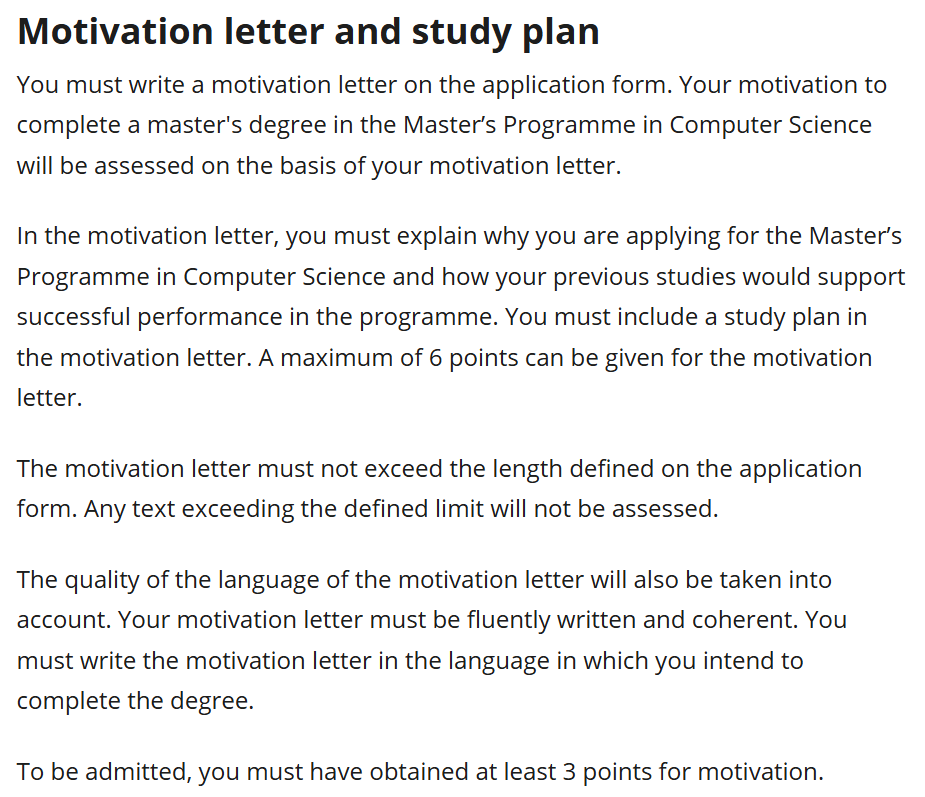 Motivation letter and study plan
You must write a motivation letter on the application form. Your motivation to
complete a master's degree in the Master’s Programme in Computer Science
will be assessed on the basis of your motivation letter.
In the motivation letter, you must explain why you are applying for the Master’s
Programme in Computer Science and how your previous studies would support
successful performance in the programme. You must include a study plan in
the motivation letter. A maximum of 6 points can be given for the motivation
letter.
The motivation letter must not exceed the length defined on the application
form. Any text exceeding the defined limit will not be assessed.
The quality of the language of the motivation letter will also be taken into
account. Your motivation letter must be fluently written and coherent. You
must write the motivation letter in the language in which you intend to
complete the degree.
To be admitted, you must have obtained at least 3 points for motivation.